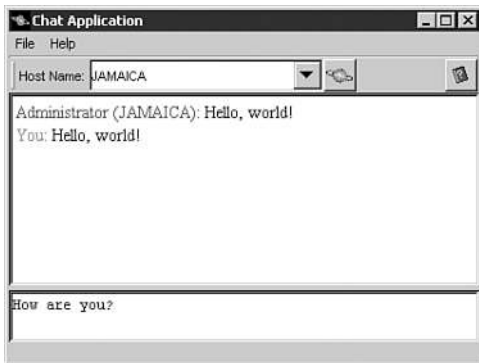 Chat Application
File Help
Host Name: JAMAICA
Administrator (JAMAICA): Hello, world!
You: Hello, world!
How are you?